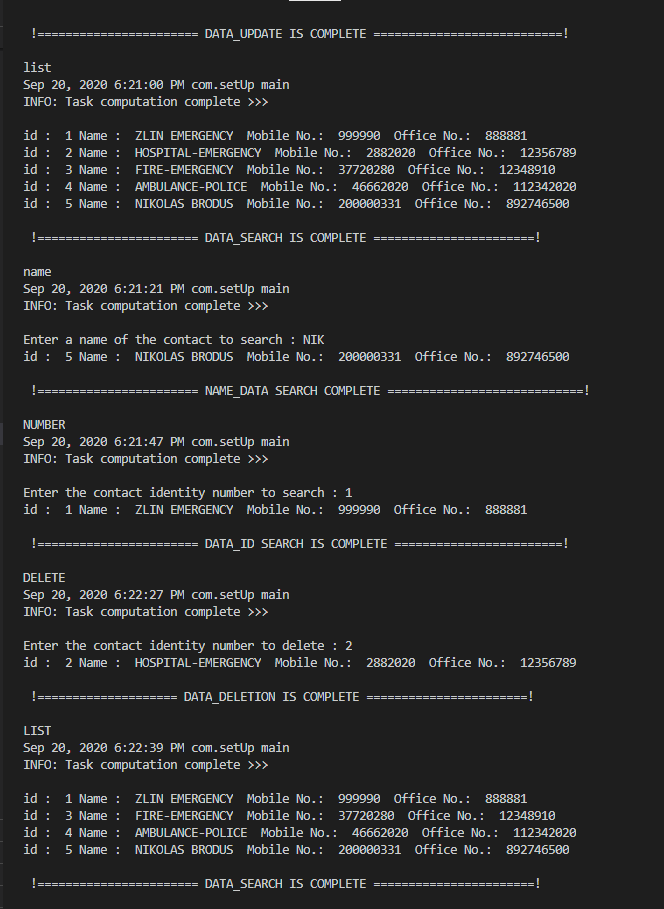 !======================= DATA_UPDATE IS COMPLETE ===========================!
list
Sep 20, 2020 6:21:00 PM com.setUp main
INFO: Task computation complete >>>
id :  1 Name :  ZLIN EMERGENCY  Mobile No.:  999990  Office No.:  888881
id :  2 Name :  HOSPITAL-EMERGENCY  Mobile No.:  2882020  Office No.:  12356789
id :  3 Name :  FIRE-EMERGENCY  Mobile No.:  37720280  Office No.:  12348910
id :  4 Name :  AMBULANCE-POLICE  Mobile No.:  46662020  Office No.:  112342020
id :  5 Name :  NIKOLAS BRODUS  Mobile No.:  200000331  Office No.:  892746500
!======================= DATA_SEARCH IS COMPLETE =======================!
name
Sep 20, 2020 6:21:21 PM com.setUp main
INFO: Task computation complete >>>
Enter a name of the contact to search : NIK
id :  5 Name :  NIKOLAS BRODUS  Mobile No.:  200000331  Office No.:  892746500
!======================= NAME_DATA SEARCH COMPLETE ============================!
NUMBER
Sep 20, 2020 6:21:47 PM com.setUp main
INFO: Task computation complete >>>
Enter the contact identity number to search : 1
id :  1 Name :  ZLIN EMERGENCY  Mobile No.:  999990  Office No.:  888881
!======================= DATA_ID SEARCH IS COMPLETE ========================!
DELETE
Sep 20, 2020 6:22:27 PM com.setUp main
INFO: Task computation complete >>>
Enter the contact identity number to delete : 2
id :  2 Name :  HOSPITAL-EMERGENCY  Mobile No.:  2882020  Office No.:  12356789
!==================== DATA_DELETION IS COMPLETE =======================!
LIST
Sep 20, 2020 6:22:39 PM com.setUp main
INFO: Task computation complete >>>
id :  1 Name :  ZLIN EMERGENCY  Mobile No.:  999990  Office No.:  888881
id :  3 Name :  FIRE-EMERGENCY  Mobile No.:  37720280  Office No.:  12348910
id :  4 Name :  AMBULANCE-POLICE  Mobile No.:  46662020  Office No.:  112342020
id :  5 Name :  NIKOLAS BRODUS  Mobile No.:  200000331  Office No.:  892746500
!======================= DATA_SEARCH IS COMPLETE =======================!